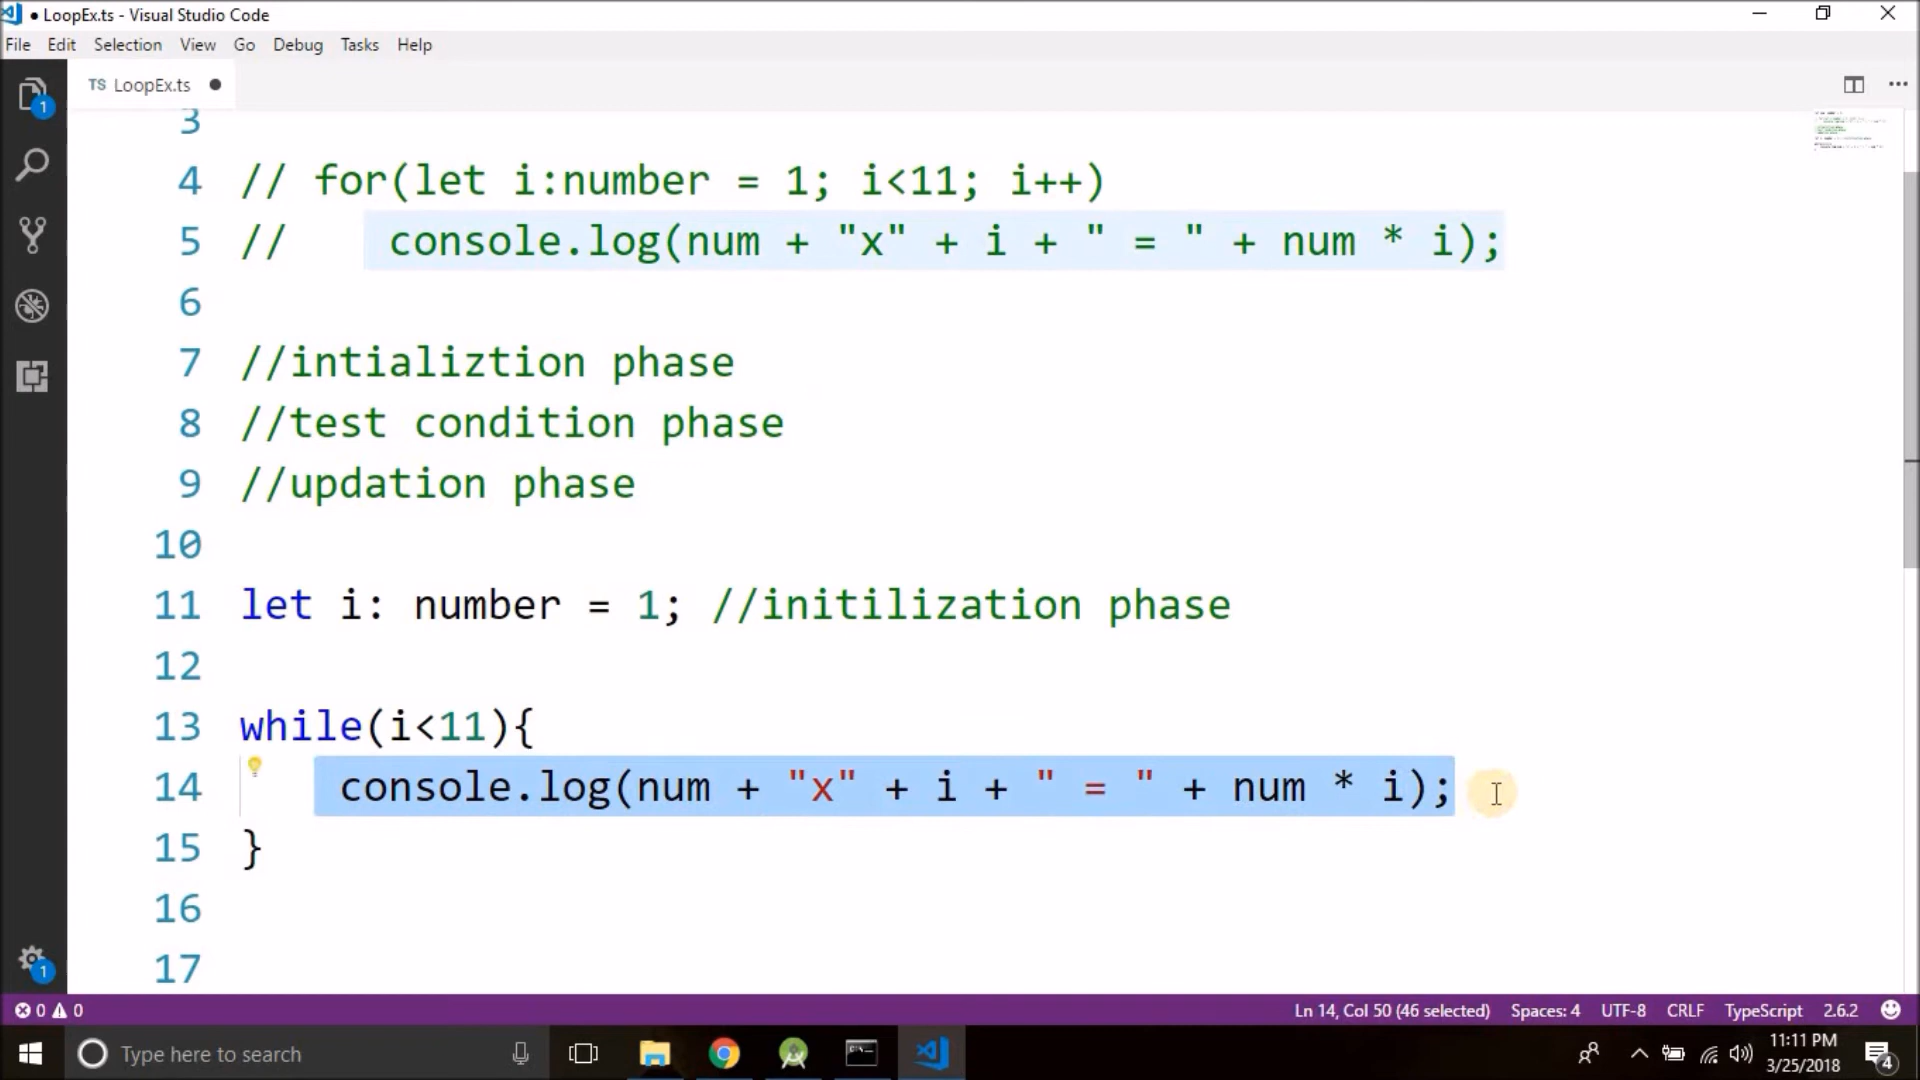 ● LoopEx.ts - Visual Studio Code
File Edit Selection View Go Debug Tasks Help
1
TS LoopEx.ts ●
3
4 // for(let i:number = 1; i<11; i++)
5 // console.log(num + "x" + i + " = " + num * i);
6
7 //intializtion phase
8 //test condition phase
9 //updation phase
10
11 let i: number = 1; //initilization phase
12
13 while(i<11){
14 console.log(num + "x" + i + " = " + num * i);
15 }
16
17
1
0 0 Ln 14, Col 50 (46 selected) Spaces: 4 UTF-8 CRLF TypeScript 2.6.2
Type here to search
11:11 PM
3/25/2018
4